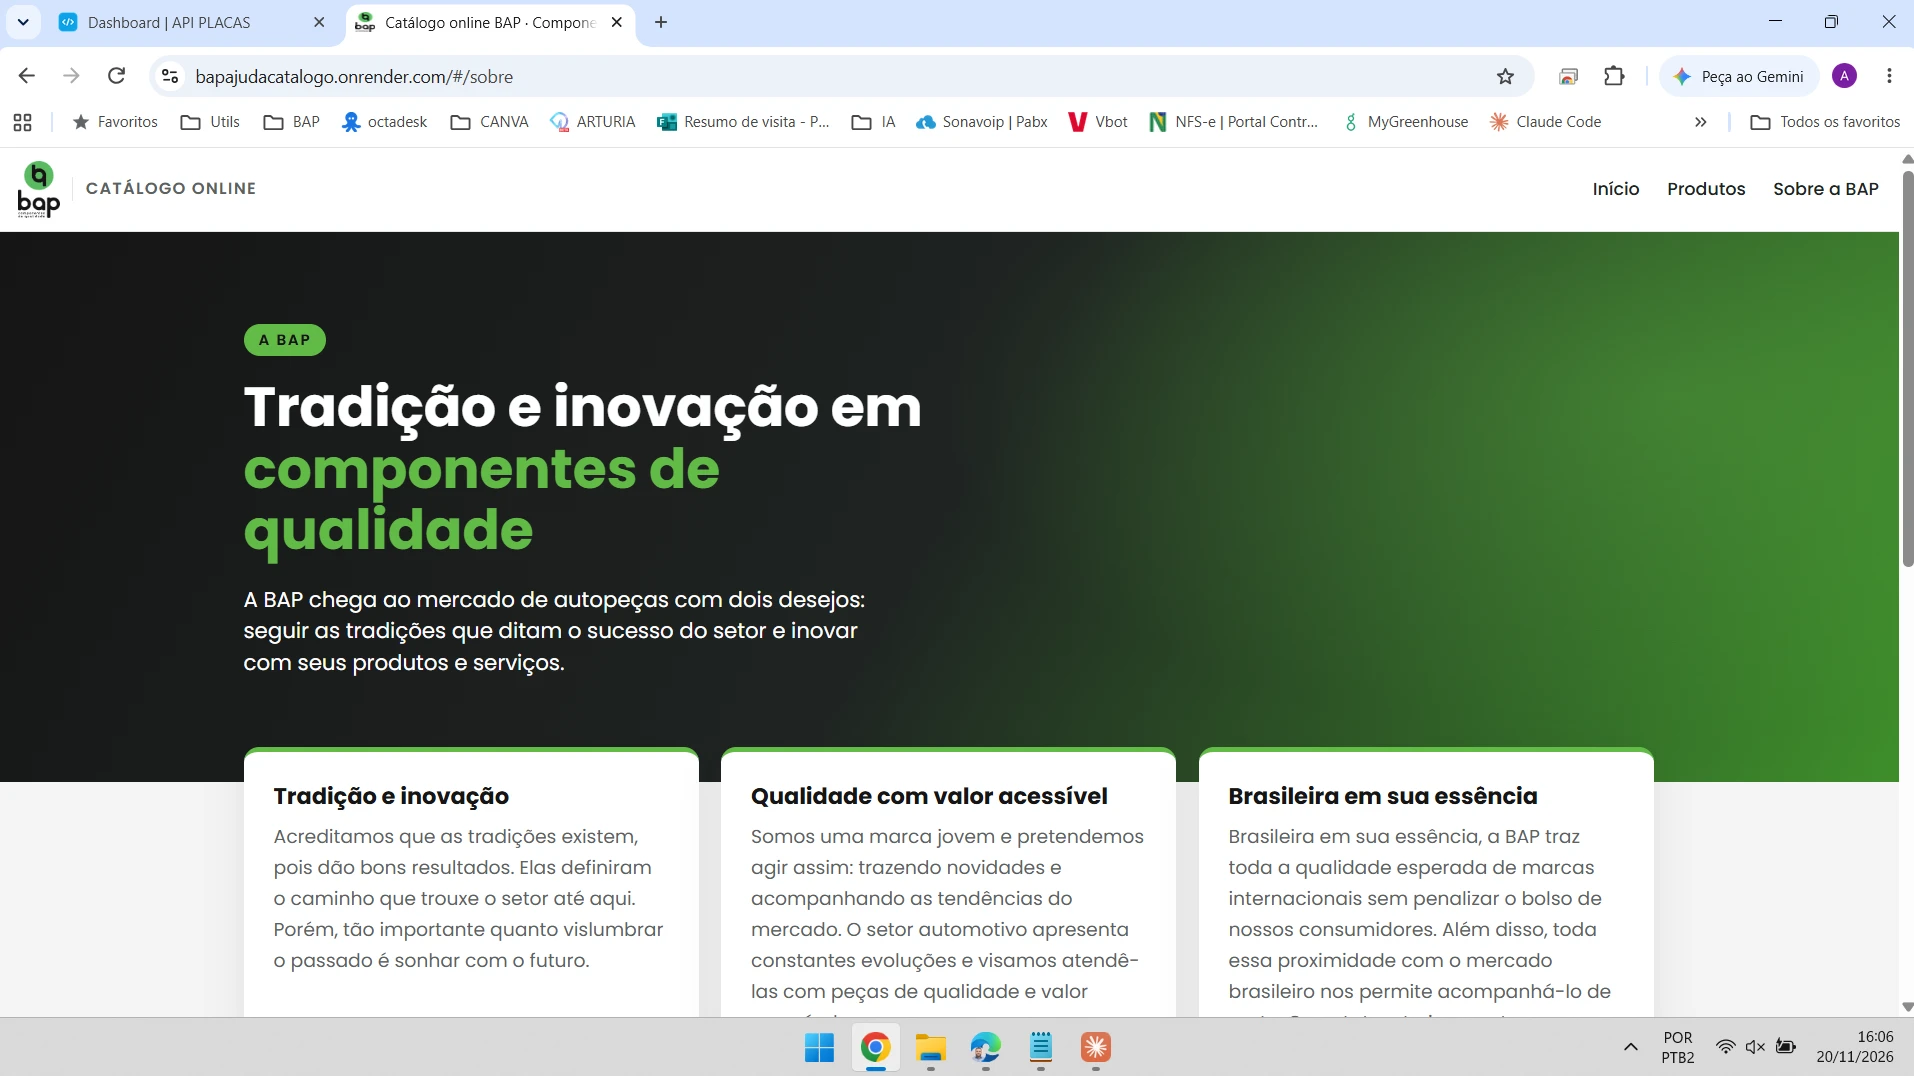 Dashboard | API PLACAS
Catálogo online BAP · Compone
bapajudacatalogo.onrender.com/#/sobre
Peça ao Gemini
A
Favoritos
Utils
BAP
octadesk
CANVA
ARTURIA
Resumo de visita - P...
IA
Sonavoip | Pabx
Vbot
NFS-e | Portal Contr...
MyGreenhouse
Claude Code
Todos os favoritos
bap
CATÁLOGO ONLINE
Início
Produtos
Sobre a BAP
A BAP
Tradição e inovação em
componentes de
qualidade
A BAP chega ao mercado de autopeças com dois desejos:
seguir as tradições que ditam o sucesso do setor e inovar
com seus produtos e serviços.
Tradição e inovação
Acreditamos que as tradições existem,
pois dão bons resultados. Elas definiram
o caminho que trouxe o setor até aqui.
Porém, tão importante quanto vislumbrar
o passado é sonhar com o futuro.
Qualidade com valor acessível
Somos uma marca jovem e pretendemos
agir assim: trazendo novidades e
acompanhando as tendências do
mercado. O setor automotivo apresenta
constantes evoluções e visamos atendê-
las com peças de qualidade e valor
Brasileira em sua essência
Brasileira em sua essência, a BAP traz
toda a qualidade esperada de marcas
internacionais sem penalizar o bolso de
nossos consumidores. Além disso, toda
essa proximidade com o mercado
brasileiro nos permite acompanhá-lo de
POR
PTB2
16:06
20/11/2026